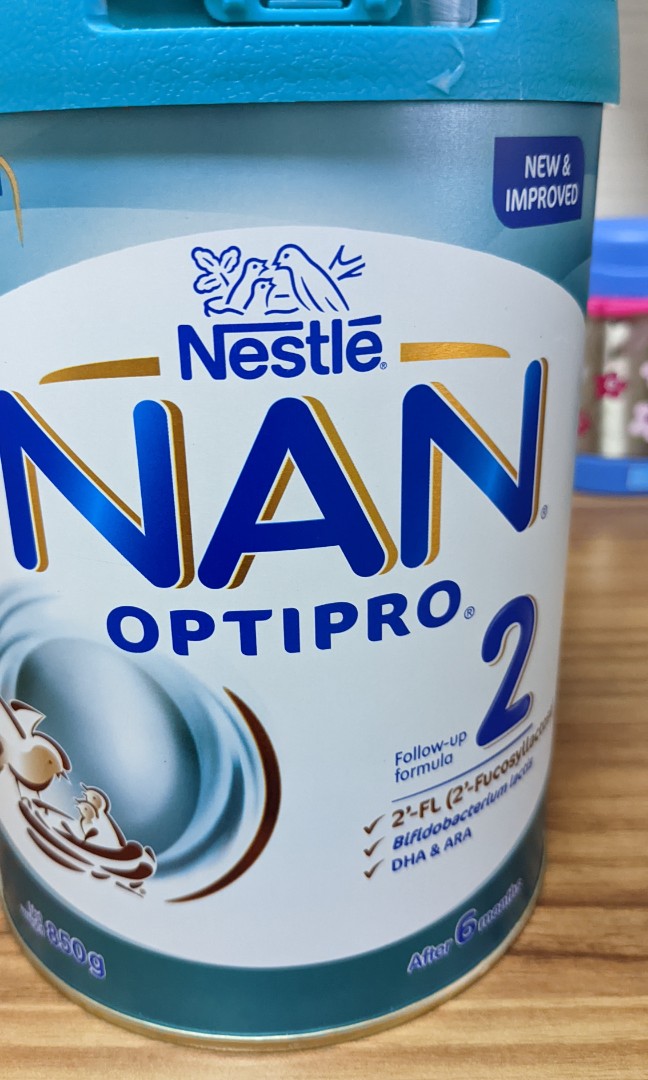 NEW &
IMPROVED
Nestlé®
NAN®
OPTIPRO®
2
Follow-up
formula
2'-FL (2'-Fucosyllactose)
Bifidobacterium lactis
DHA & ARA
850g
After 6 months